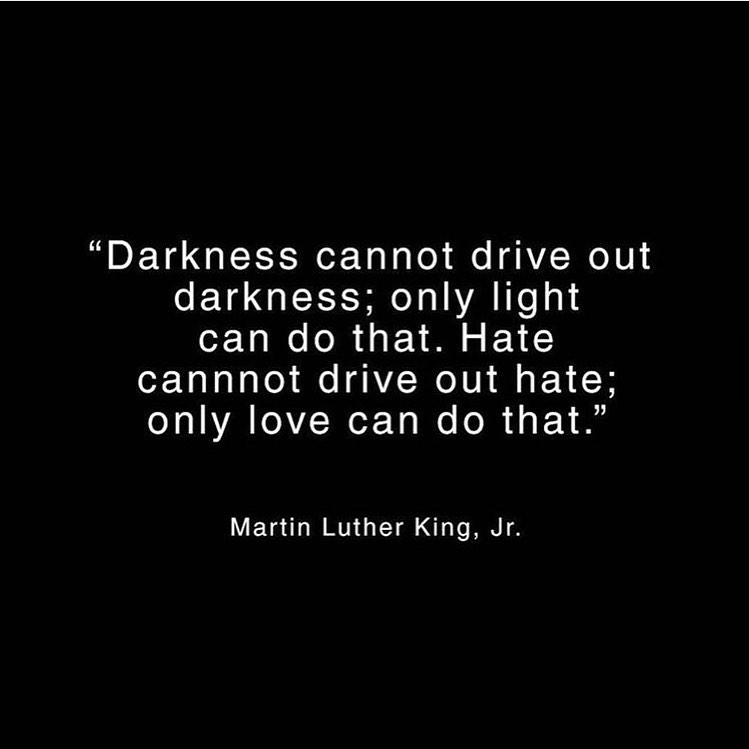 “Darkness cannot drive out
darkness; only light
can do that. Hate
cannnot drive out hate;
only love can do that.”
Martin Luther King, Jr.